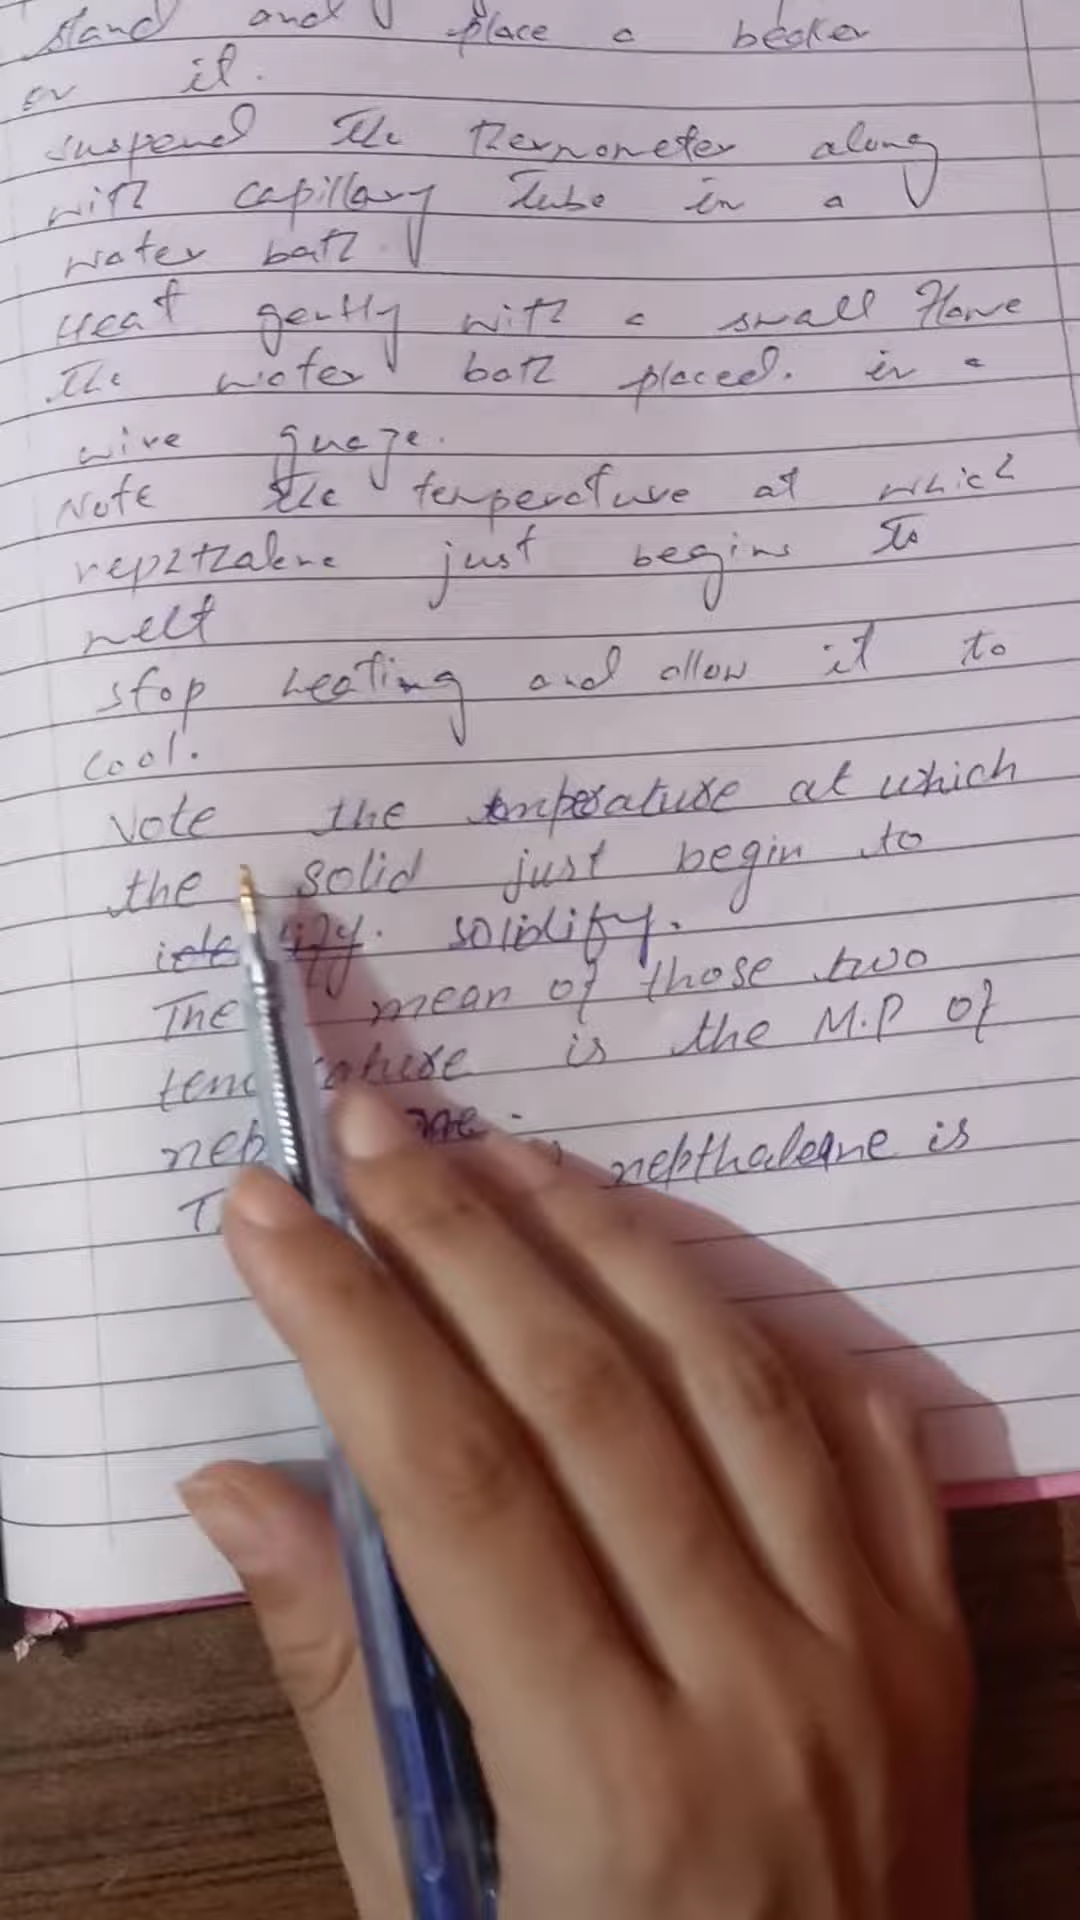 stand and place a beaker
on it.
suspend the thermometer along
with capillary tube in a
water bath.
Heat gently with a small flame
the water bath placed. in a
wire guaze.
Note the temperature at which
nephthalene just begins to
melt
stop heating and allow it to
cool.
Note the temperature at which
the solid just begin to
solidify.
The mean of those two
is the M.P of
nepthaleane is